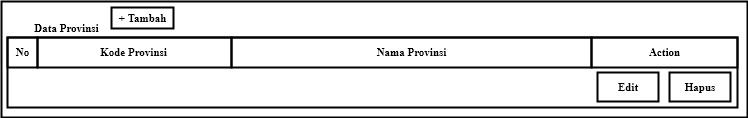 + Tambah
Data Provinsi
No Kode Provinsi Nama Provinsi Action
Edit Hapus